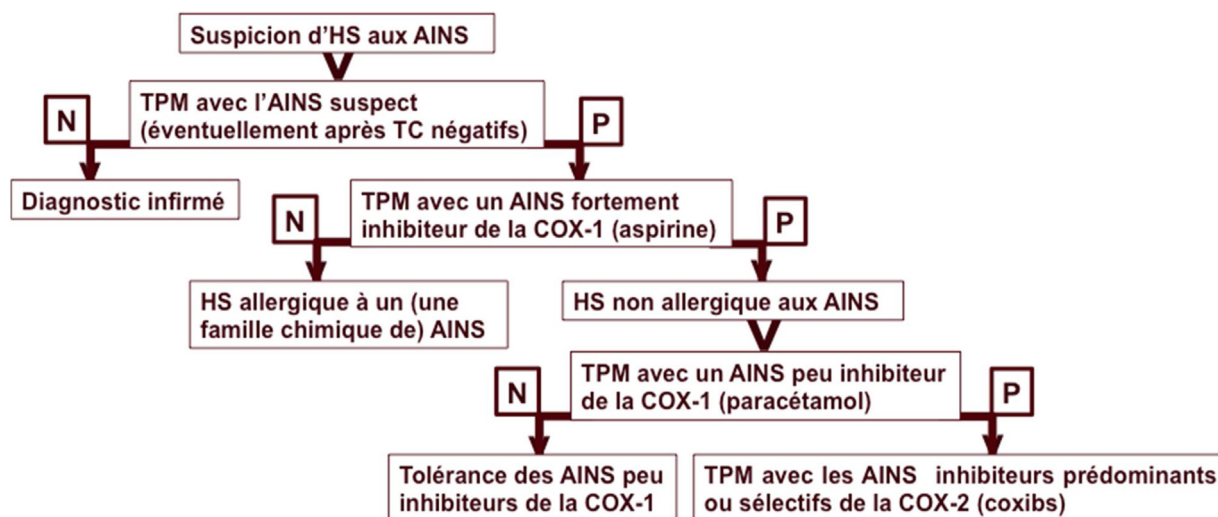 Suspicion d'HS aux AINS
N
TPM avec l'AINS suspect
(éventuellement après TC négatifs)
P
Diagnostic infirmé
N
TPM avec un AINS fortement
inhibiteur de la COX-1 (aspirine)
P
HS allergique à un (une
famille chimique de) AINS
HS non allergique aux AINS
N
TPM avec un AINS peu inhibiteur
de la COX-1 (paracétamol)
P
Tolérance des AINS peu
inhibiteurs de la COX-1
TPM avec les AINS inhibiteurs prédominants
ou sélectifs de la COX-2 (coxibs)